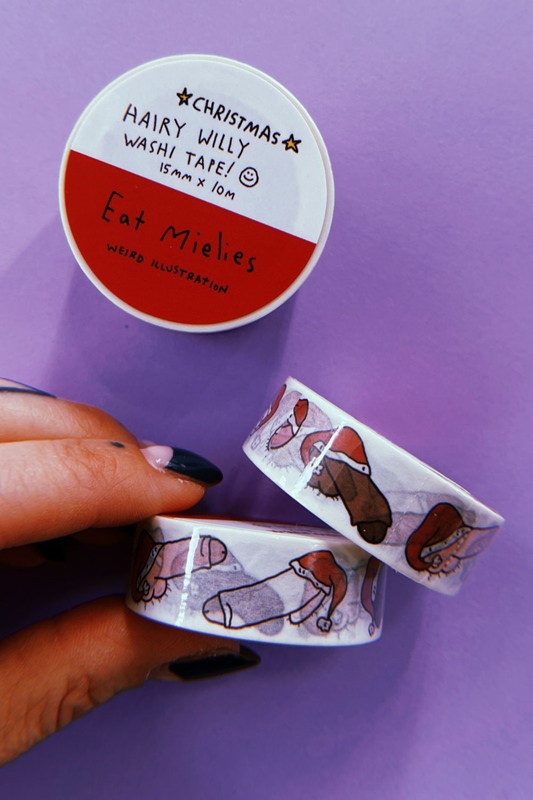 CHRISTMAS
HAIRY WILLY
WASHI TAPE!
15mm x 10m
Eat Mielies
WEIRD ILLUSTRATION